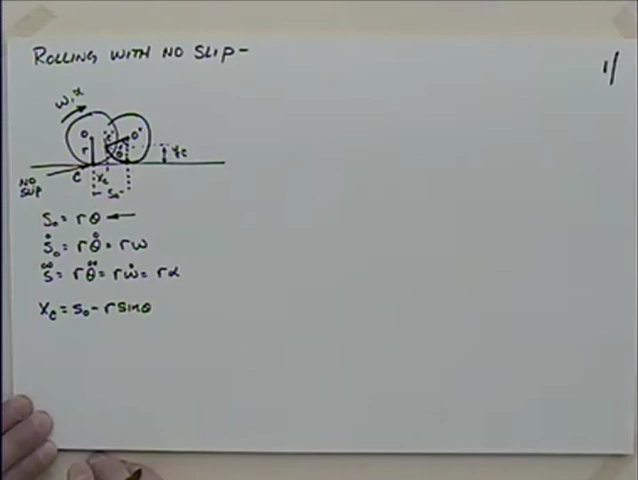 ROLLING WITH NO SLIP-
1/
ω, α
O O'
r C' θ
Yc
C Xc
NO
SLIP
So
So = rθ ←
Ṡo = rθ̇ = rω
S̈ = rθ̈ = rω̇ = rα
Xc = So - r sinθ